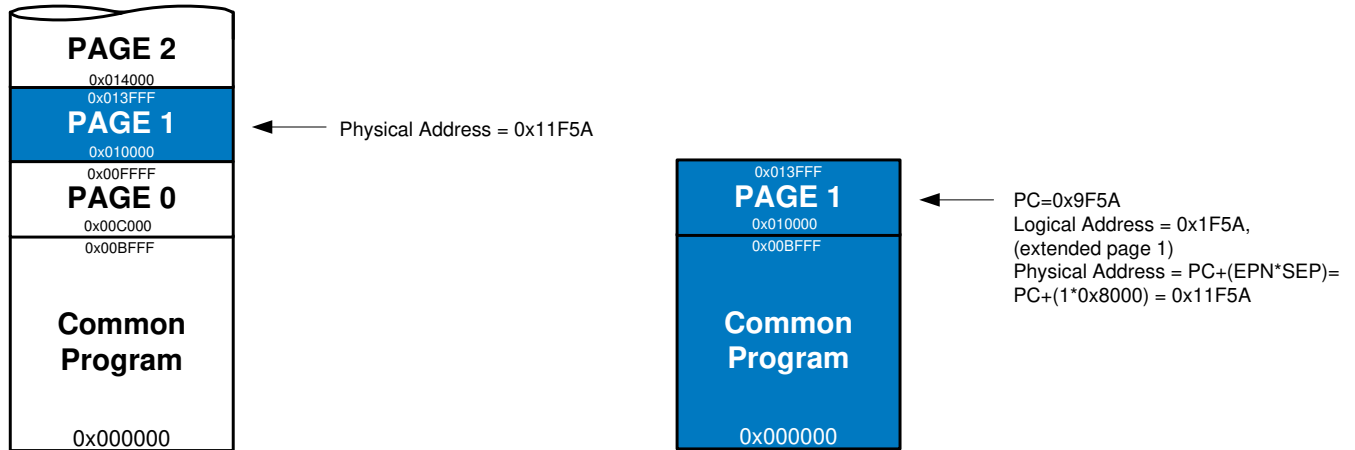 PAGE 2
0x014000
0x013FFF
PAGE 1
0x010000
0x00FFFF
PAGE 0
0x00C000
0x00BFFF
Common
Program
0x000000
Physical Address = 0x11F5A
0x013FFF
PAGE 1
0x010000
0x00BFFF
Common
Program
0x000000
PC=0x9F5A
Logical Address = 0x1F5A,
(extended page 1)
Physical Address = PC+(EPN*SEP)=
PC+(1*0x8000) = 0x11F5A